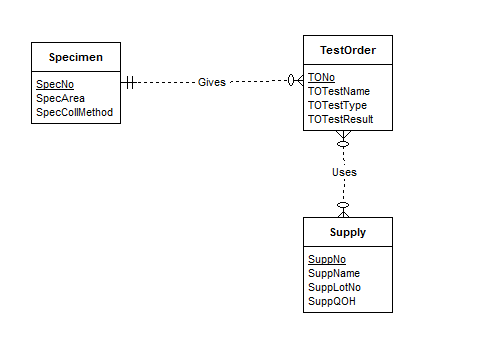 Specimen
SpecNo
SpecArea
SpecCollMethod
Gives
TestOrder
TONo
TOTestName
TOTestType
TOTestResult
Uses
Supply
SuppNo
SuppName
SuppLotNo
SuppQOH